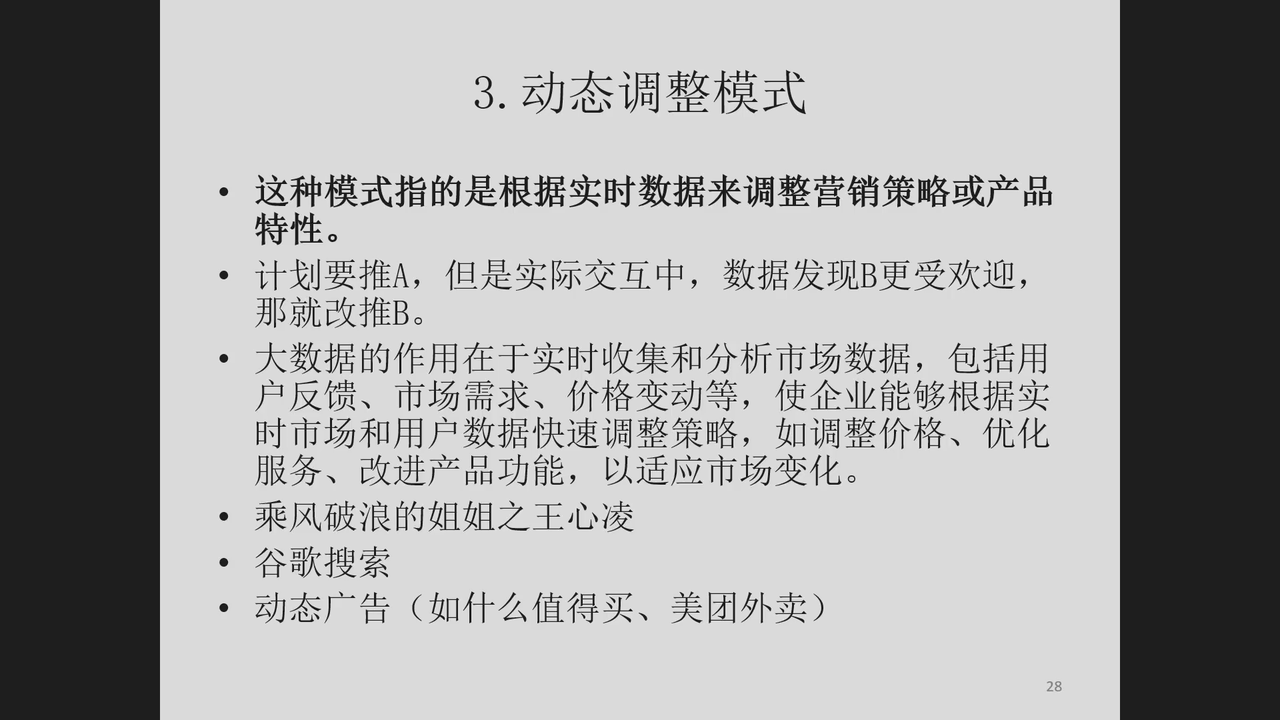 3.动态调整模式
• 这种模式指的是根据实时数据来调整营销策略或产品
特性。
• 计划要推A，但是实际交互中，数据发现B更受欢迎，
那就改推B。
• 大数据的作用在于实时收集和分析市场数据，包括用
户反馈、市场需求、价格变动等，使企业能够根据实
时市场和用户数据快速调整策略，如调整价格、优化
服务、改进产品功能，以适应市场变化。
• 乘风破浪的姐姐之王心凌
• 谷歌搜索
• 动态广告（如什么值得买、美团外卖）
28